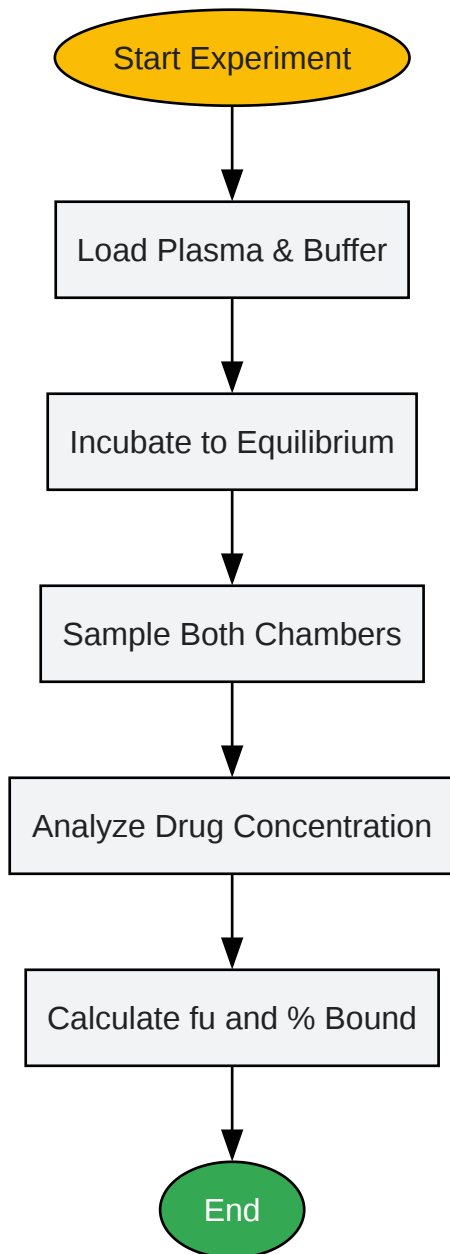 Start Experiment
Load Plasma & Buffer
Incubate to Equilibrium
Sample Both Chambers
Analyze Drug Concentration
Calculate fu and % Bound
End